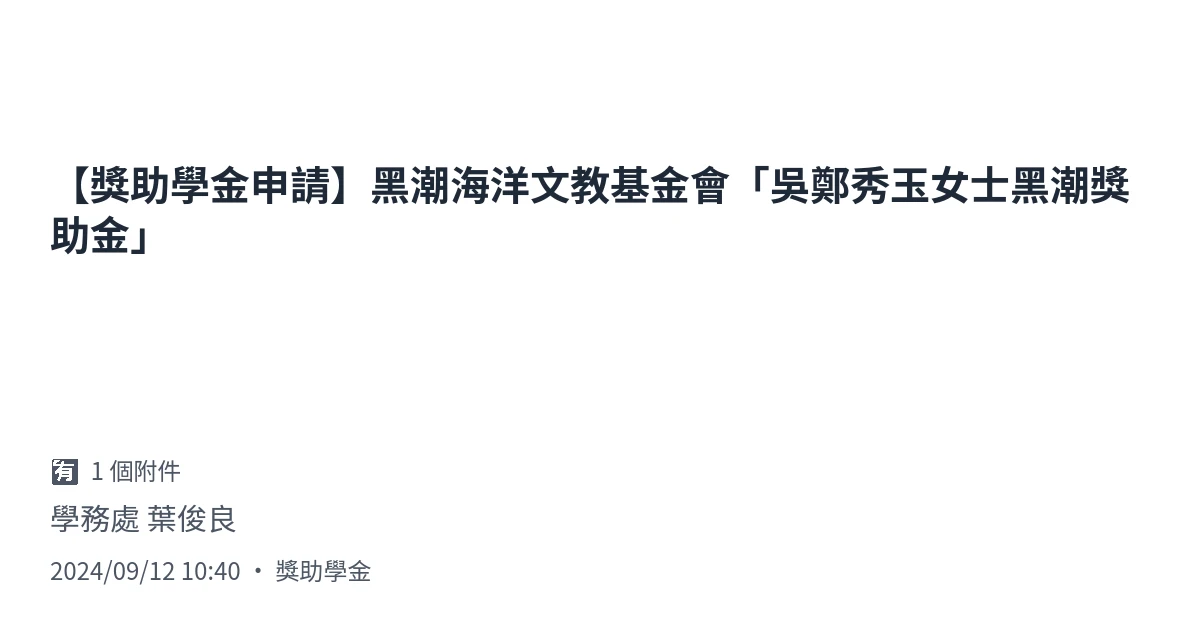 【獎助學金申請】黑潮海洋文教基金會「吳鄭秀玉女士黑潮獎
助金」
🈶 1 個附件
學務處 葉俊良
2024/09/12 10:40 ・ 獎助學金